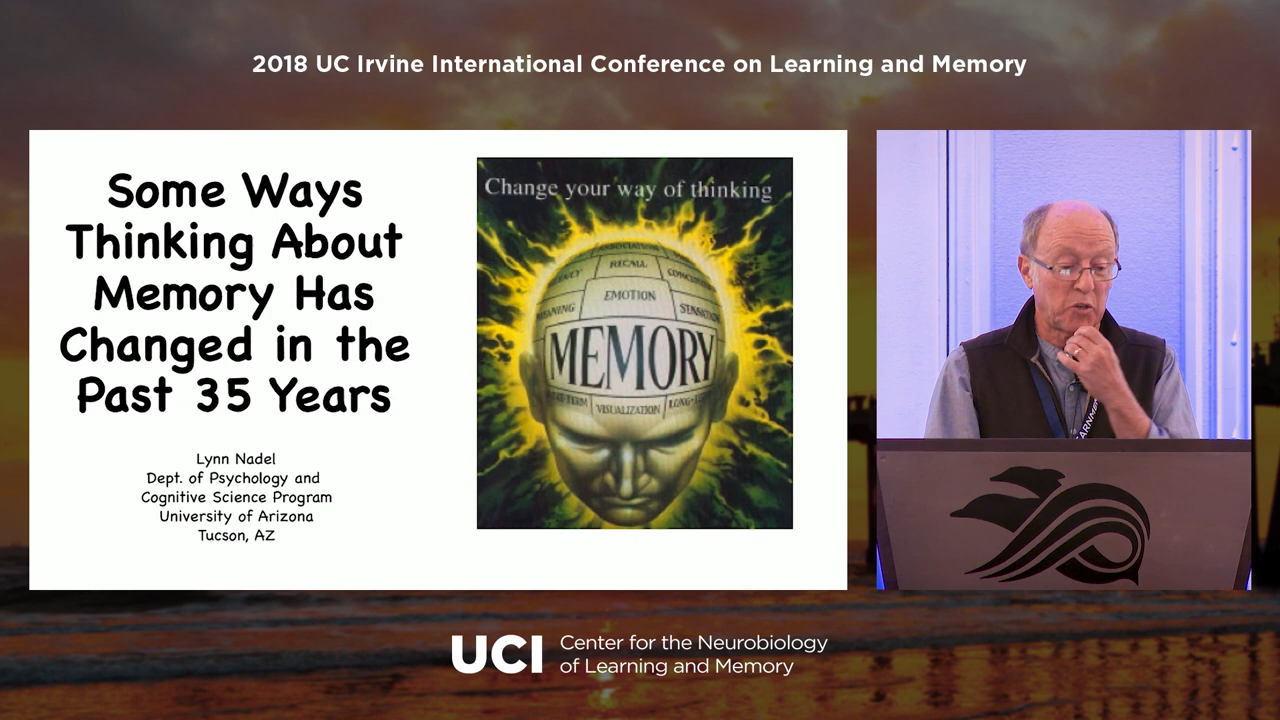 2018 UC Irvine International Conference on Learning and Memory
Some Ways
Thinking About
Memory Has
Changed in the
Past 35 Years
Lynn Nadel
Dept. of Psychology and
Cognitive Science Program
University of Arizona
Tucson, AZ
Change your way of thinking
RECALL
EMOTION
MEMORY
VISUALIZATION
UCI Center for the Neurobiology
of Learning and Memory